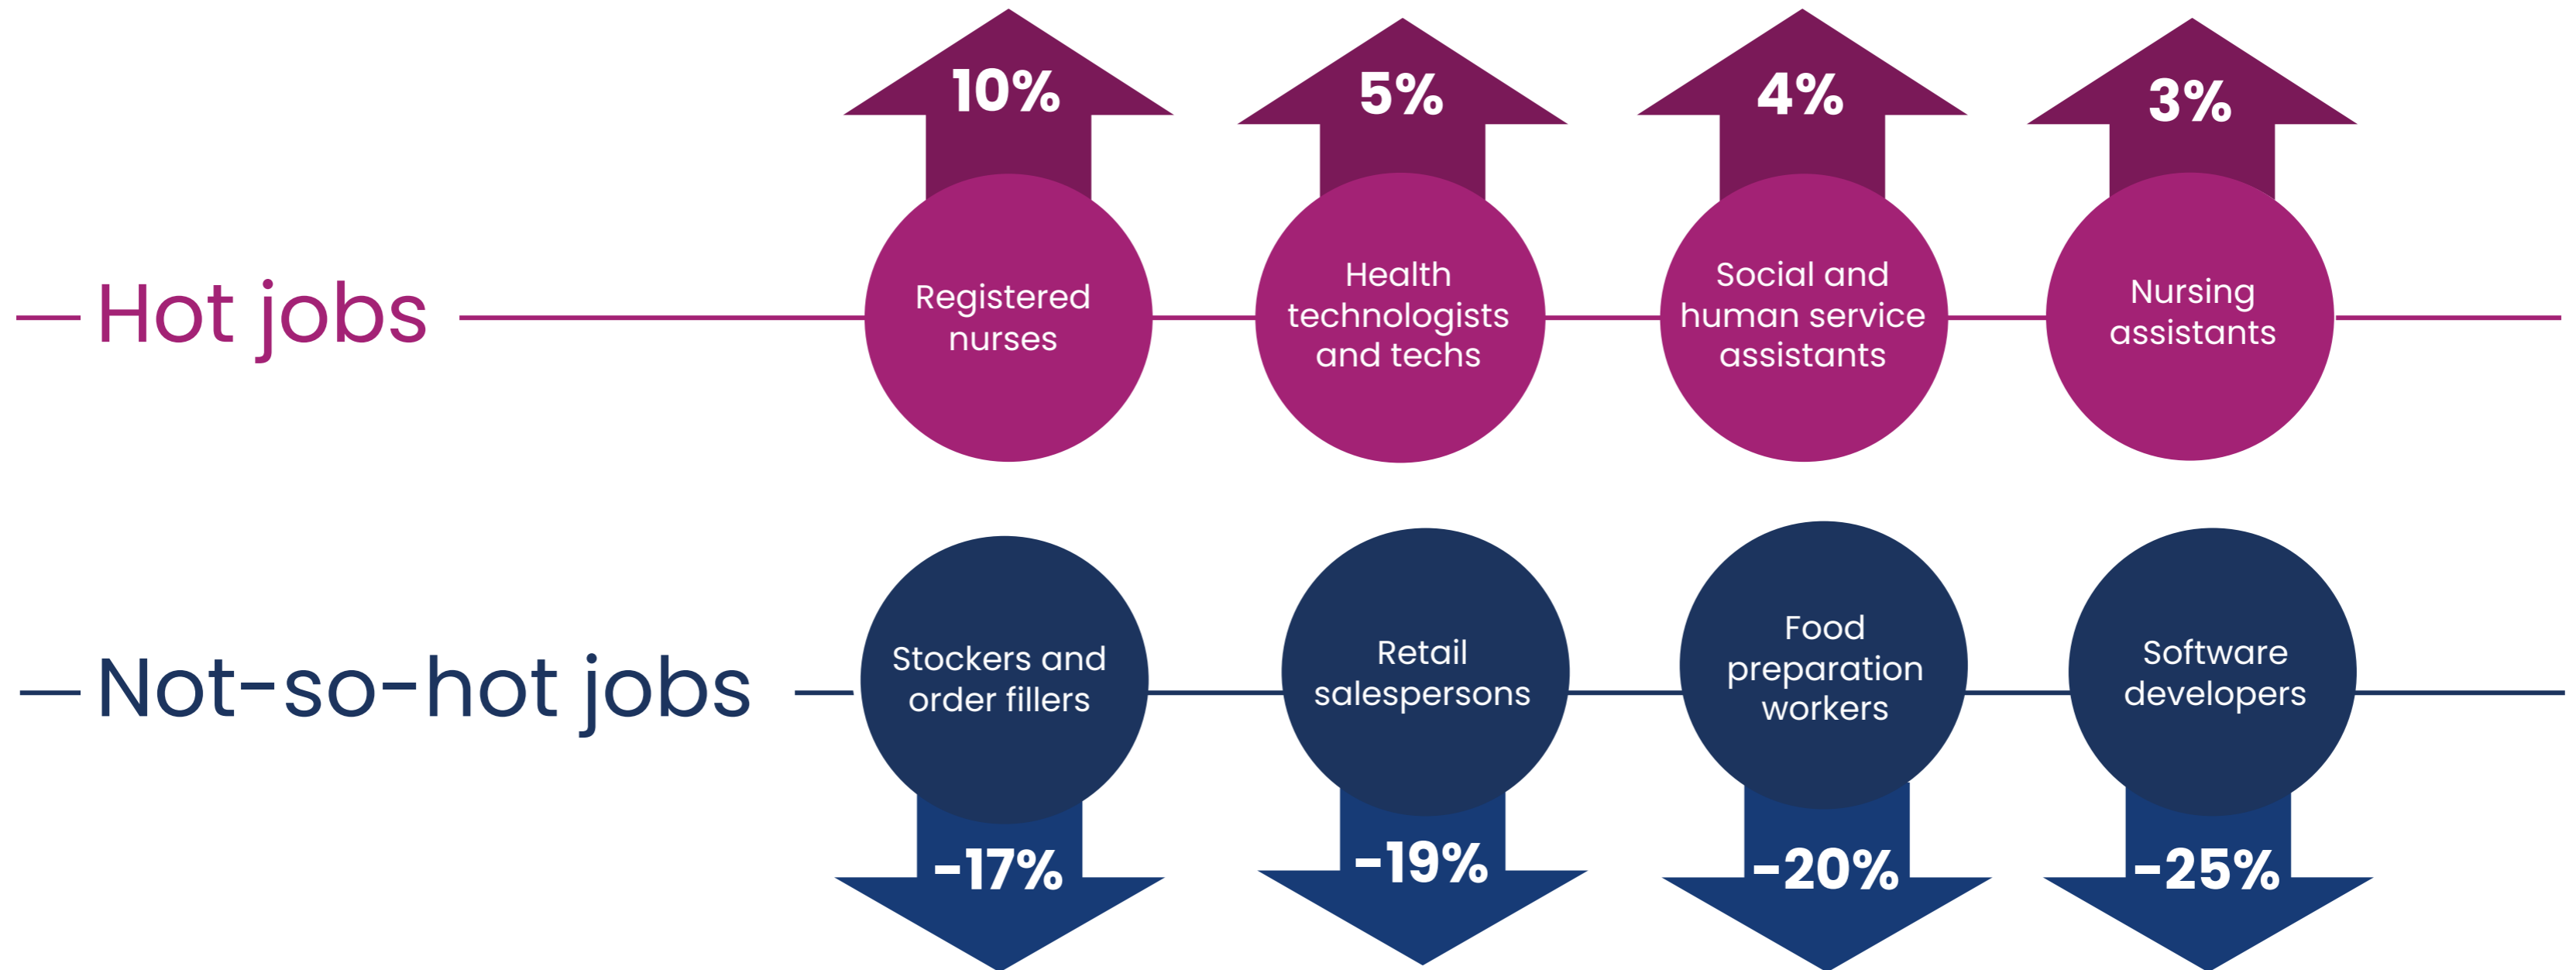 10%
5%
4%
3%
Hot jobs
Registered
nurses
Health
technologists
and techs
Social and
human service
assistants
Nursing
assistants
Not-so-hot jobs
Stockers and
order fillers
Retail
salespersons
Food
preparation
workers
Software
developers
-17%
-19%
-20%
-25%